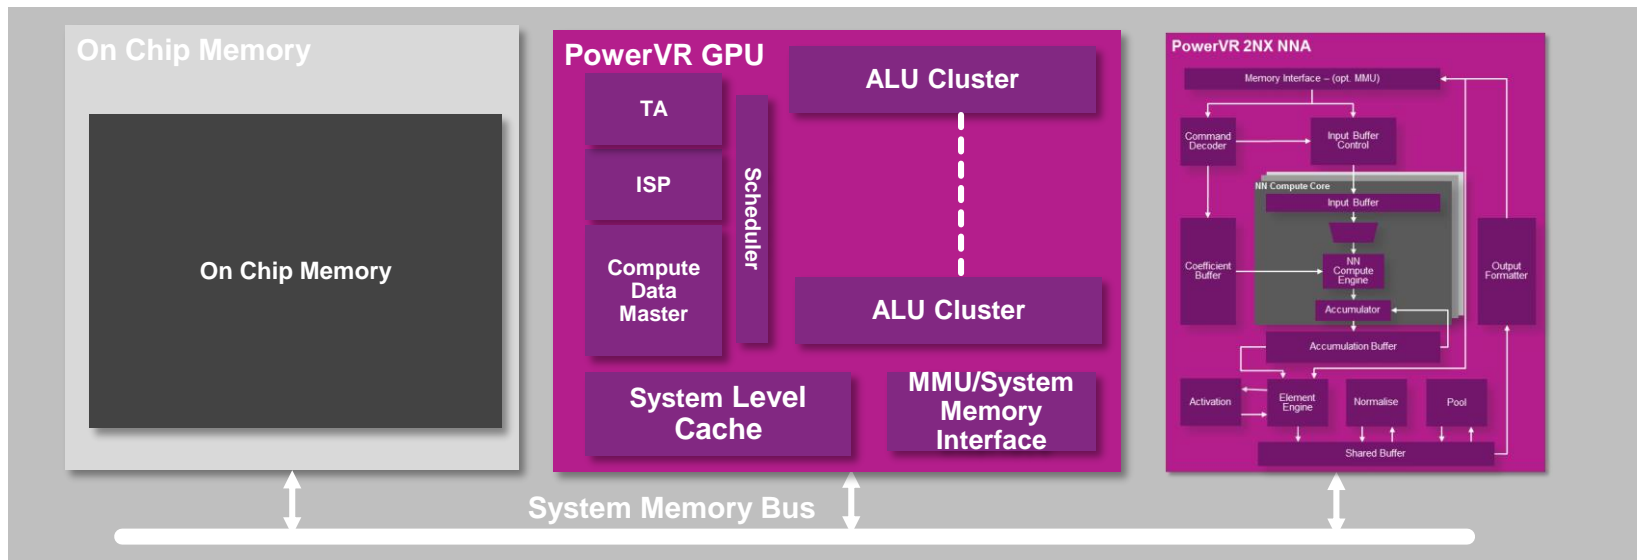 On Chip Memory
On Chip Memory
PowerVR GPU
TA
ISP
Compute
Data
Master
Scheduler
ALU Cluster
ALU Cluster
System Level
Cache
MMU/System
Memory
Interface
PowerVR 2NX NNA
Memory Interface – (opt. MMU)
Command
Decoder
Input Buffer
Control
NN Compute Core
Input Buffer
Coefficient
Buffer
NN
Compute
Engine
Output
Formatter
Accumulator
Accumulation Buffer
Activation
Element
Engine
Normalise
Pool
Shared Buffer
System Memory Bus